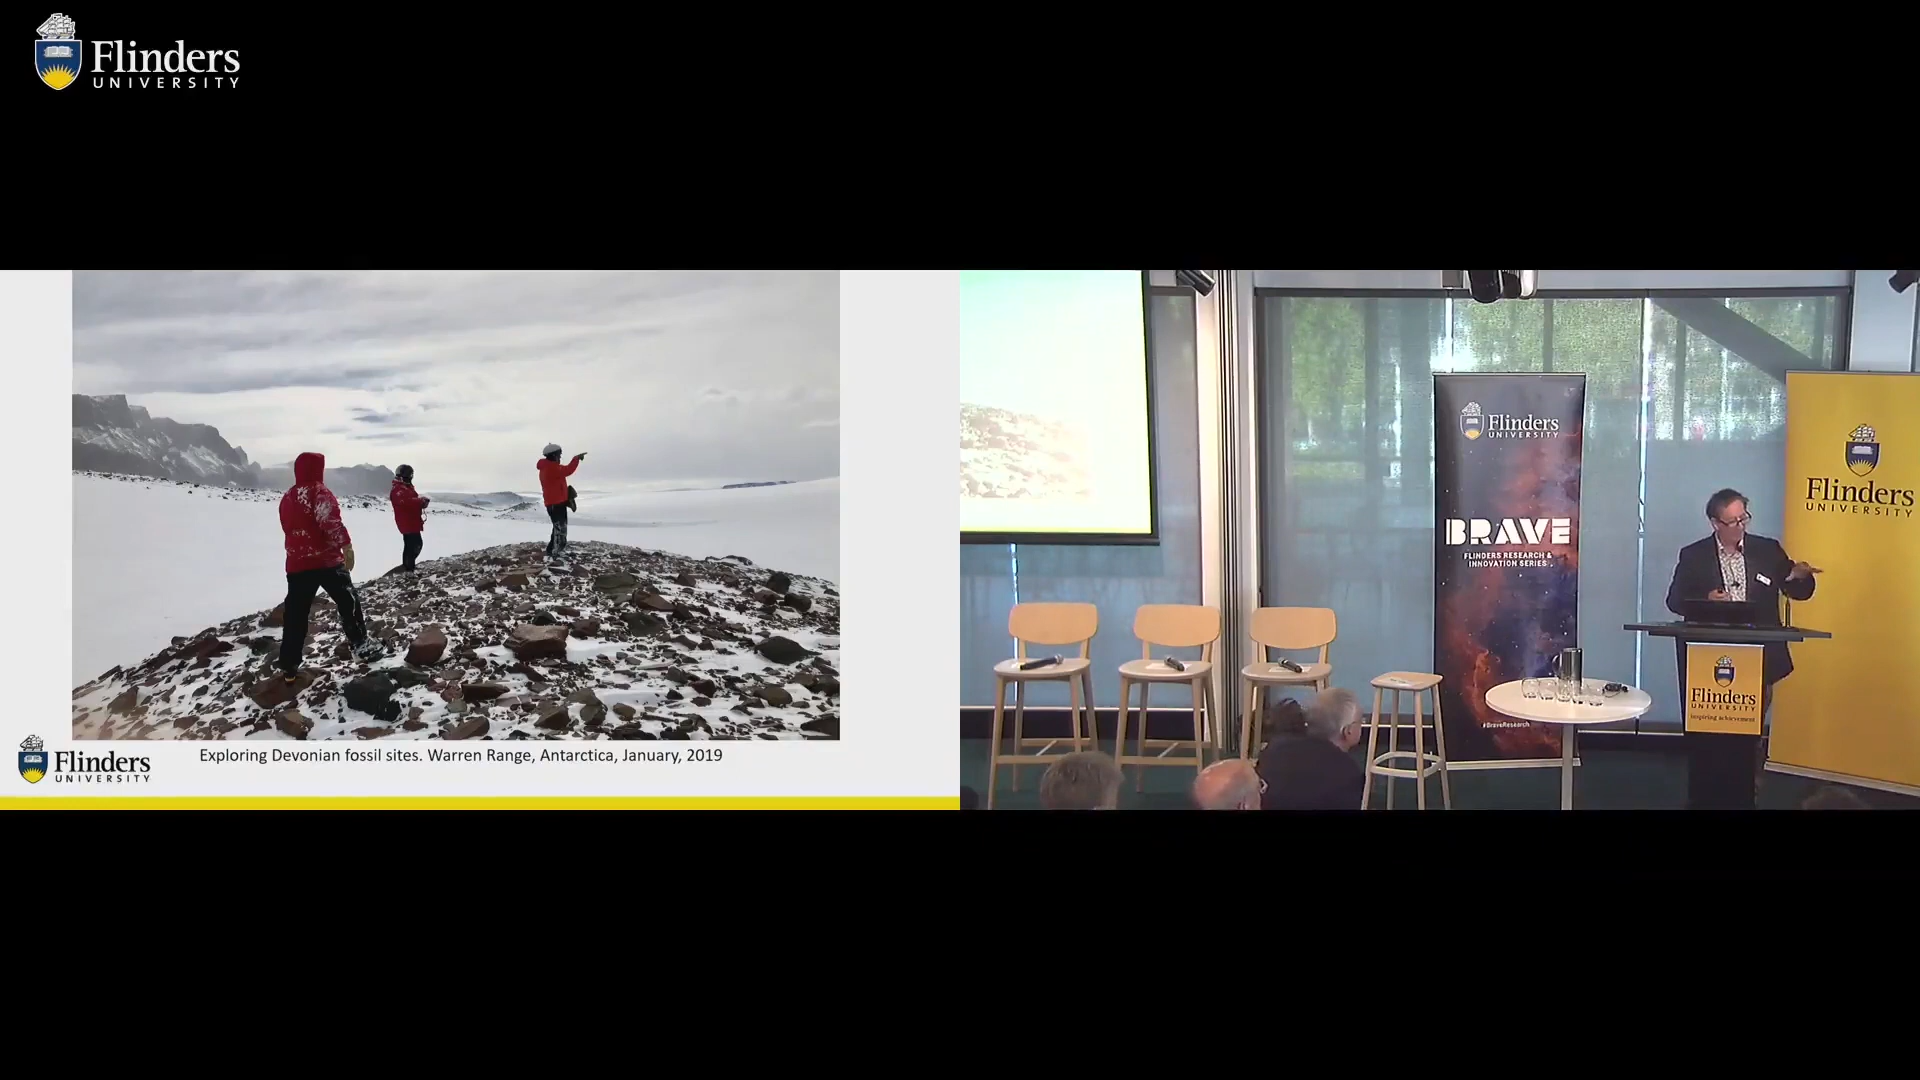 Flinders
UNIVERSITY
Flinders
UNIVERSITY
Exploring Devonian fossil sites. Warren Range, Antarctica, January, 2019
Flinders
UNIVERSITY
BRAVE
FLINDERS RESEARCH &
INNOVATION SERIES
#BraveResearch
Flinders
UNIVERSITY
Flinders
UNIVERSITY
inspiring achievement